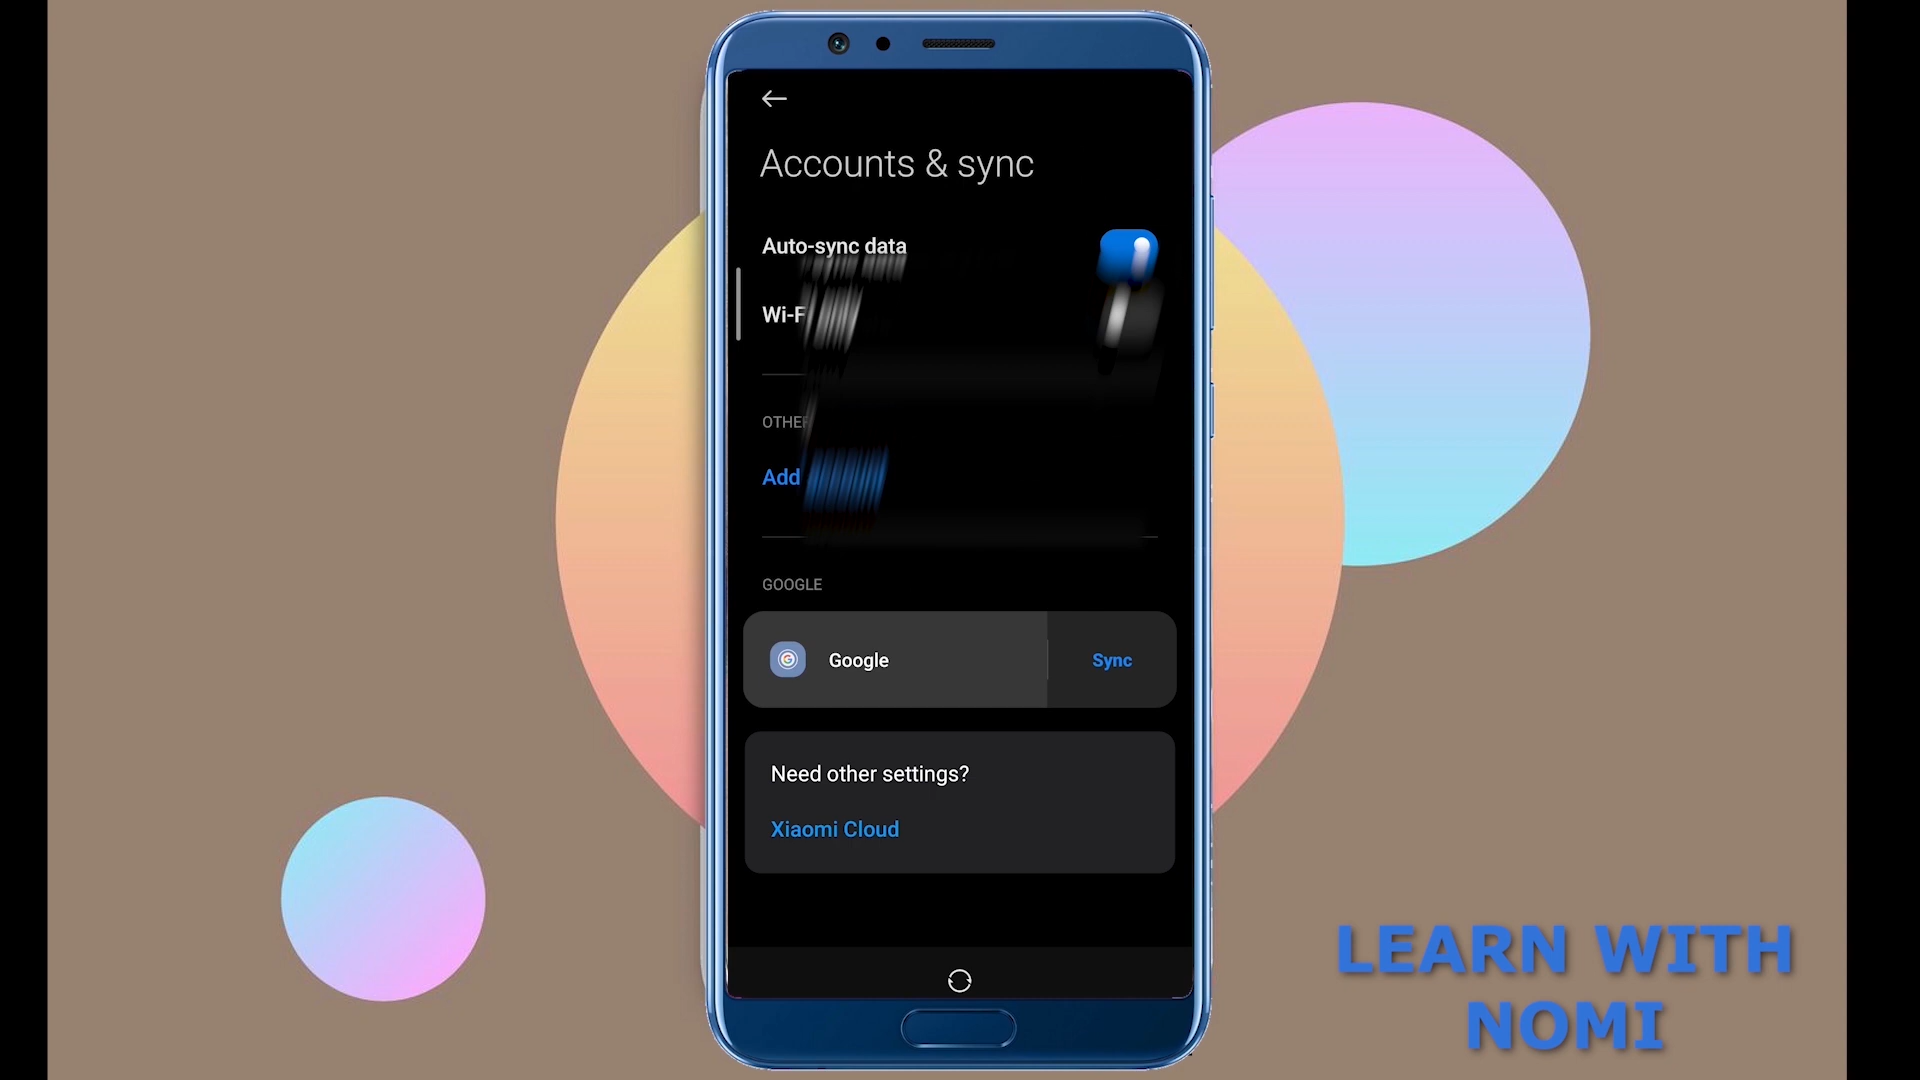 Accounts & sync
Auto-sync data
Wi-F
OTHER
Add
GOOGLE
Google
Sync
Need other settings?
Xiaomi Cloud
LEARN WITH
NOMI